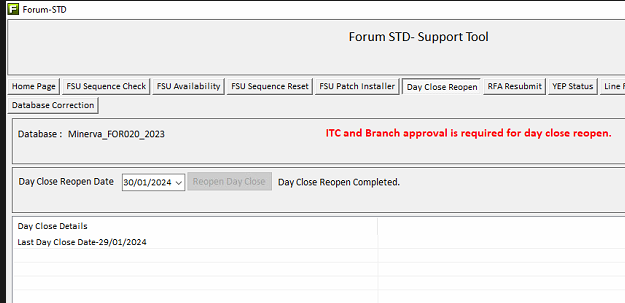 Forum-STD
Forum STD- Support Tool
Home Page FSU Sequence Check FSU Availability FSU Sequence Reset FSU Patch Installer Day Close Reopen RFA Resubmit YEP Status Line
Database Correction
Database : Minerva_FOR020_2023 ITC and Branch approval is required for day close reopen.
Day Close Reopen Date 30/01/2024 Reopen Day Close Day Close Reopen Completed.
Day Close Details
Last Day Close Date-29/01/2024